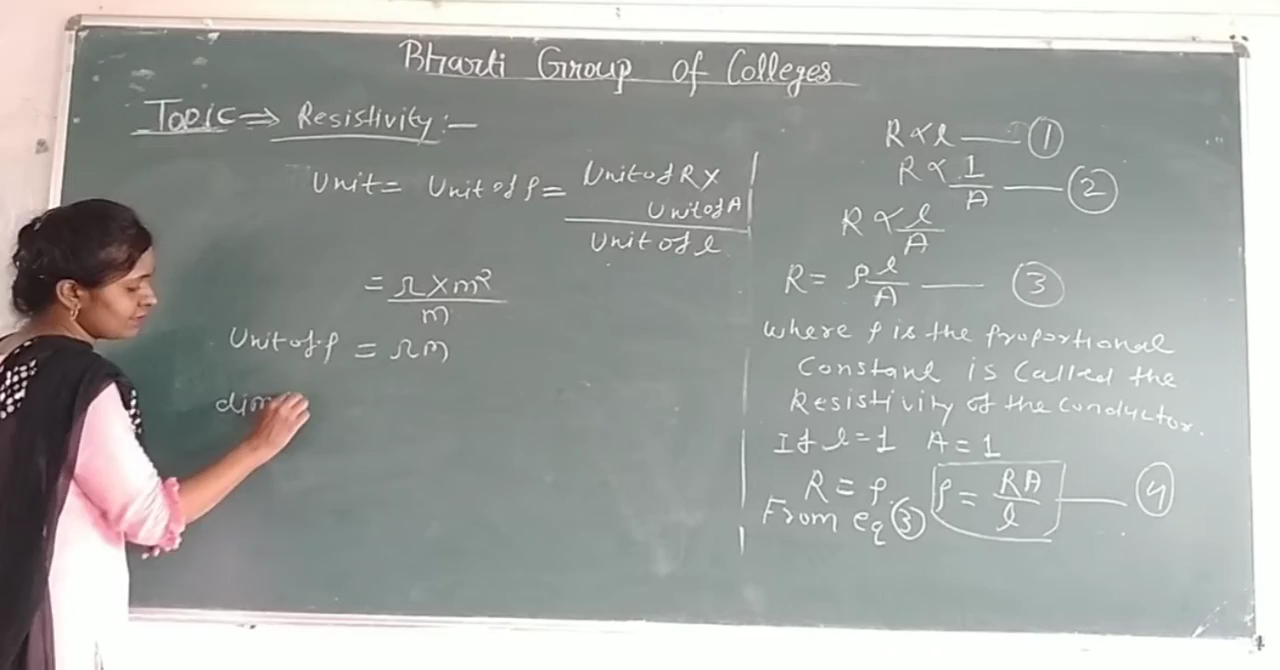 Bharti Group of Colleges
Topic ⇒ Resistivity :-
Unit = Unit of ρ = Unit of R ×
Unit of A
Unit of l
= Ω × m²
m
Unit of ρ = Ωm
dim
R ∝ l — 1
R ∝ 1/A — 2
R ∝ l/A
R = ρ l/A — 3
where ρ is the proportional
Constant is Called the
Resistivity of the conductor.
If l = 1 A = 1
R = ρ.
From eq 3 ρ = RA/l — 4